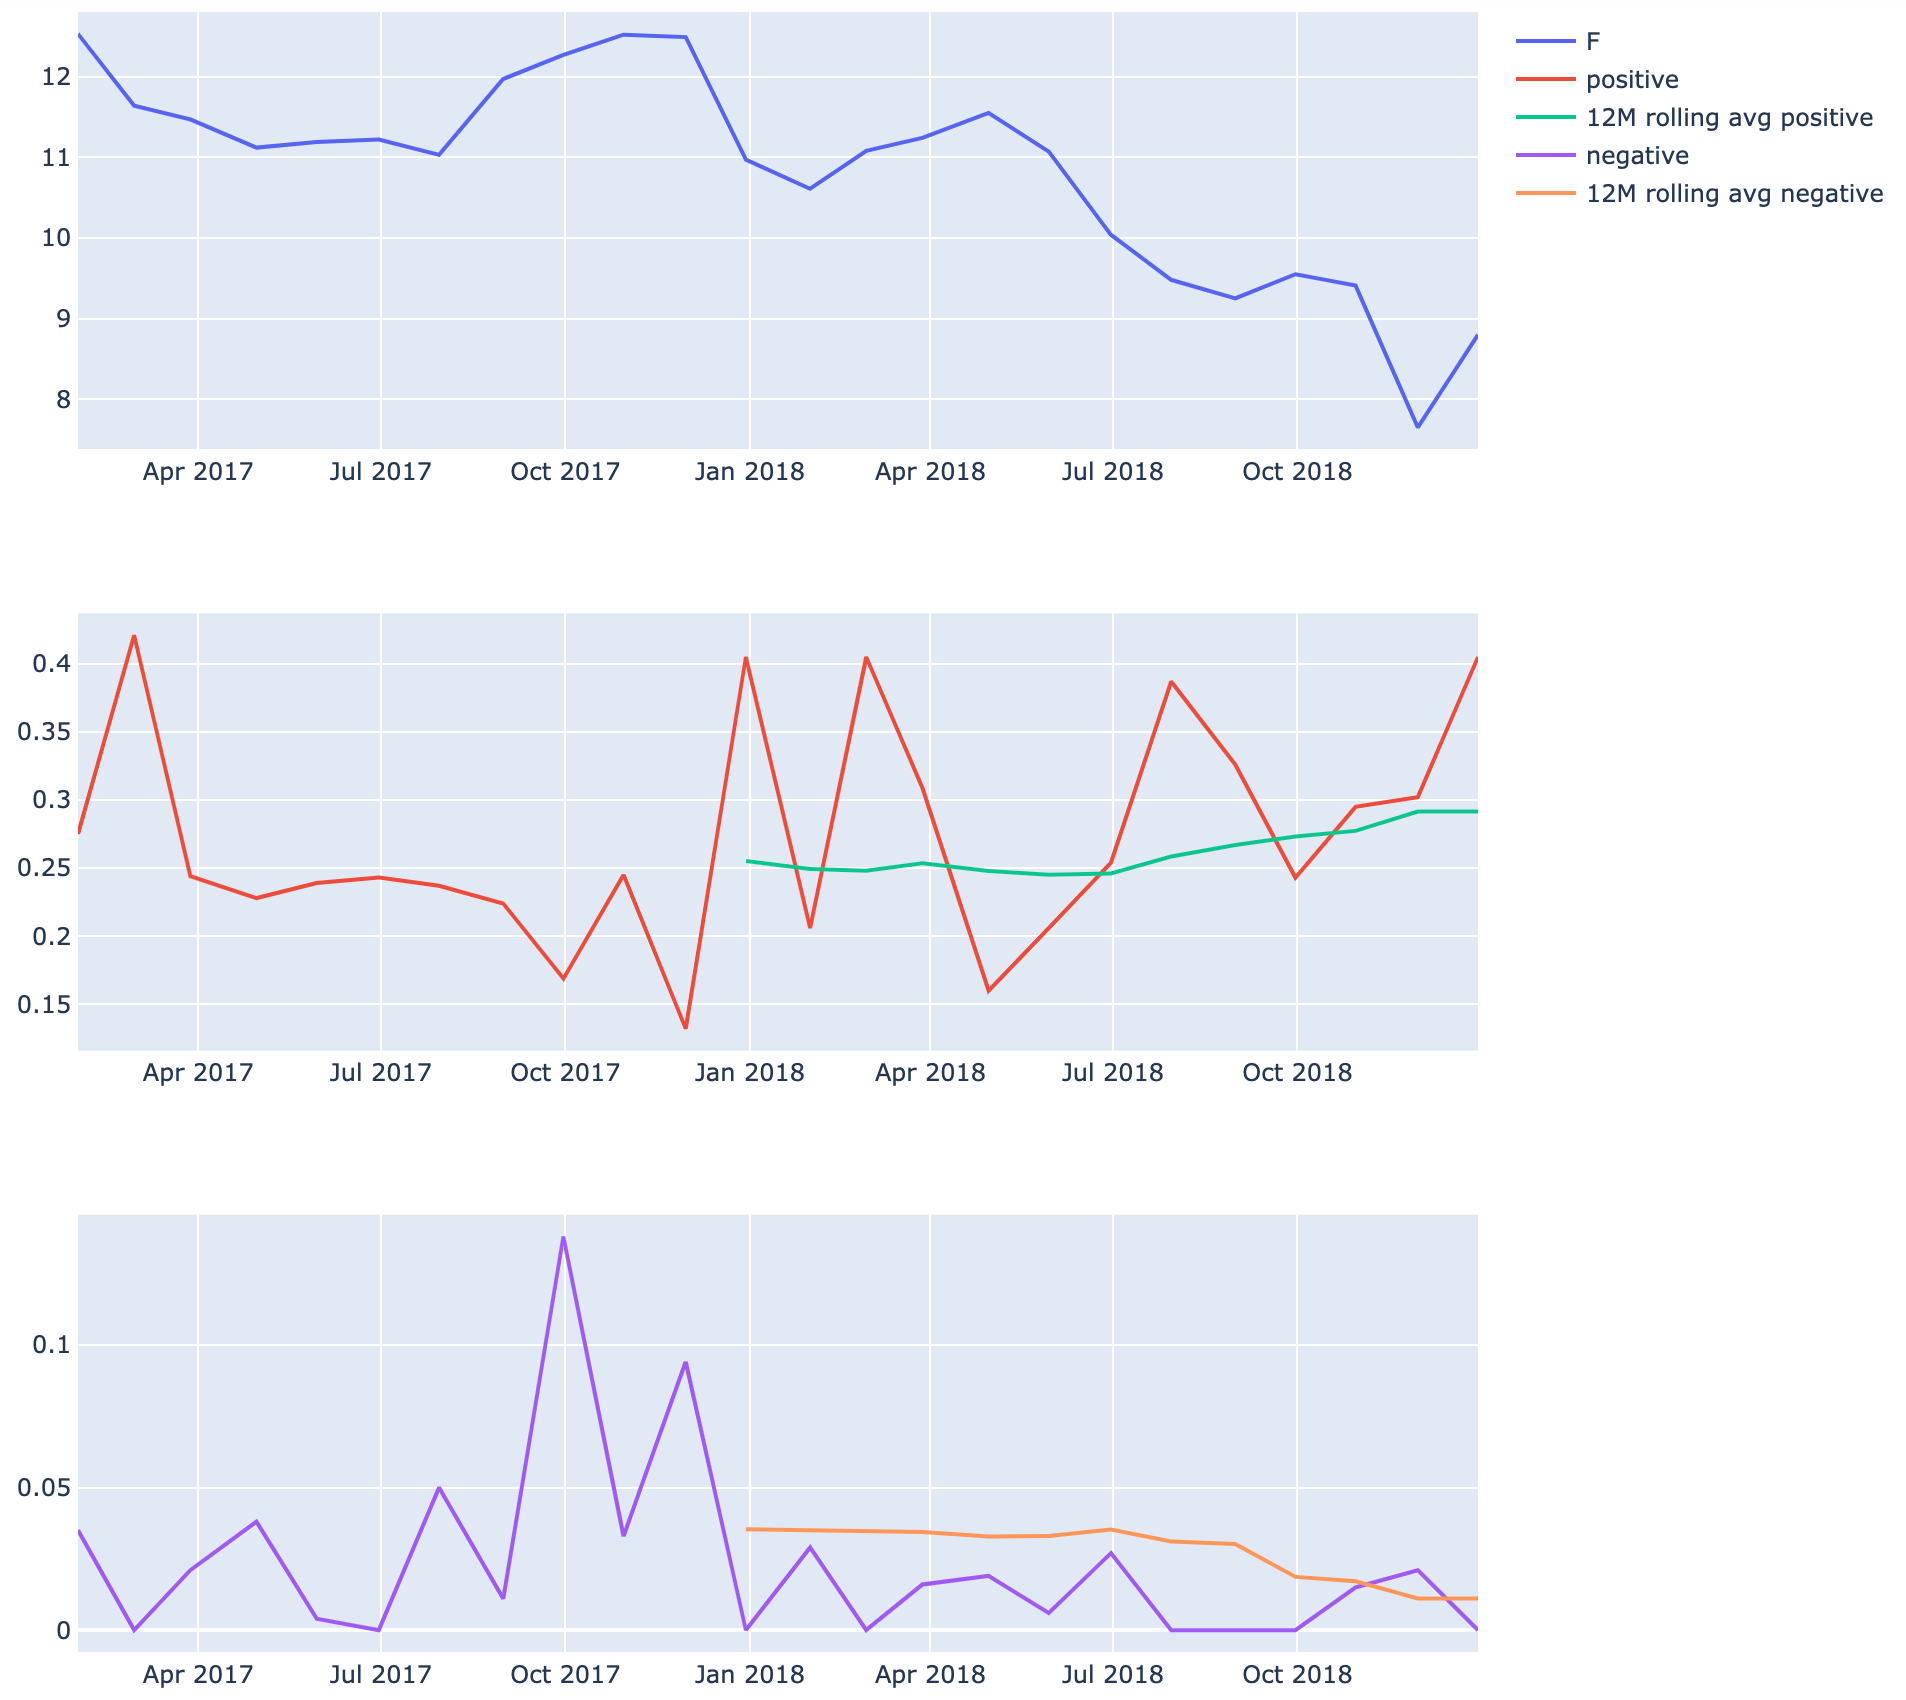 F
positive
12M rolling avg positive
negative
12M rolling avg negative
12
11
10
9
8
Apr 2017 Jul 2017 Oct 2017 Jan 2018 Apr 2018 Jul 2018 Oct 2018
0.4
0.35
0.3
0.25
0.2
0.15
Apr 2017 Jul 2017 Oct 2017 Jan 2018 Apr 2018 Jul 2018 Oct 2018
0.1
0.05
0
Apr 2017 Jul 2017 Oct 2017 Jan 2018 Apr 2018 Jul 2018 Oct 2018